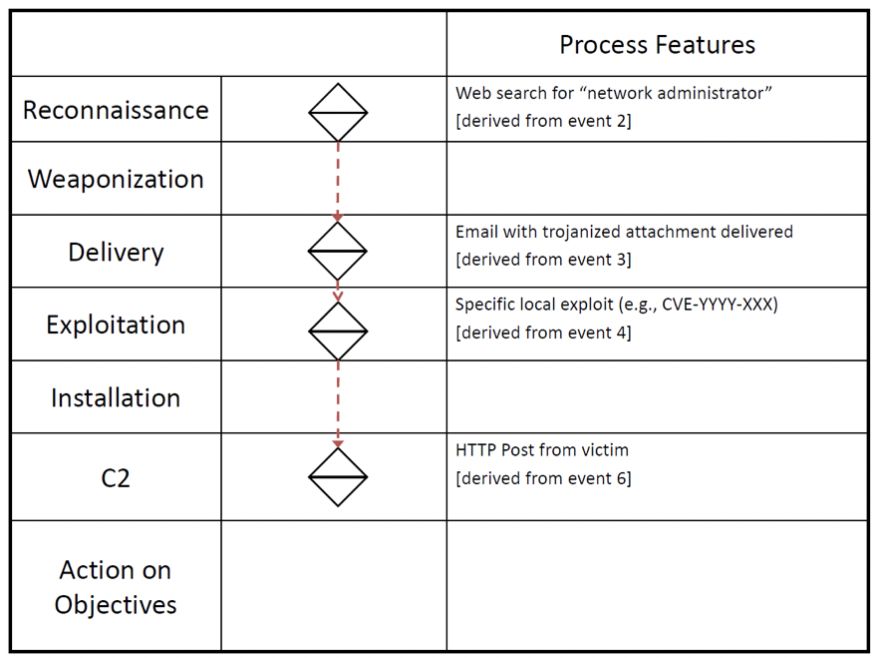 Process Features
Reconnaissance
Web search for “network administrator”
[derived from event 2]
Weaponization
Delivery
Email with trojanized attachment delivered
[derived from event 3]
Exploitation
Specific local exploit (e.g., CVE-YYYY-XXX)
[derived from event 4]
Installation
C2
HTTP Post from victim
[derived from event 6]
Action on
Objectives